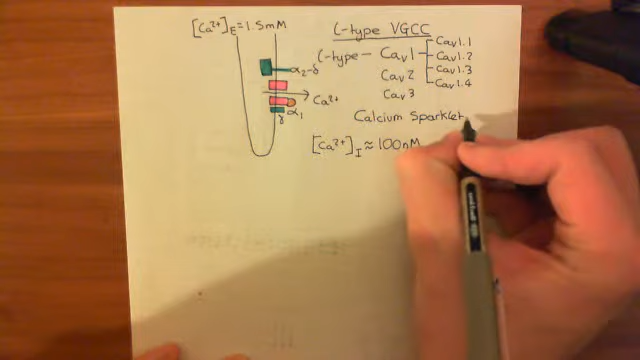 [Ca²⁺]E = 1.5mM
L-type VGCC
L-type — Cav1
Cav1.1
Cav1.2
Cav1.3
Cav1.4
Cav2
Cav3
α₂-δ
Ca²⁺
α₁
γ
Calcium Sparklet
[Ca²⁺]I ≈ 100nM